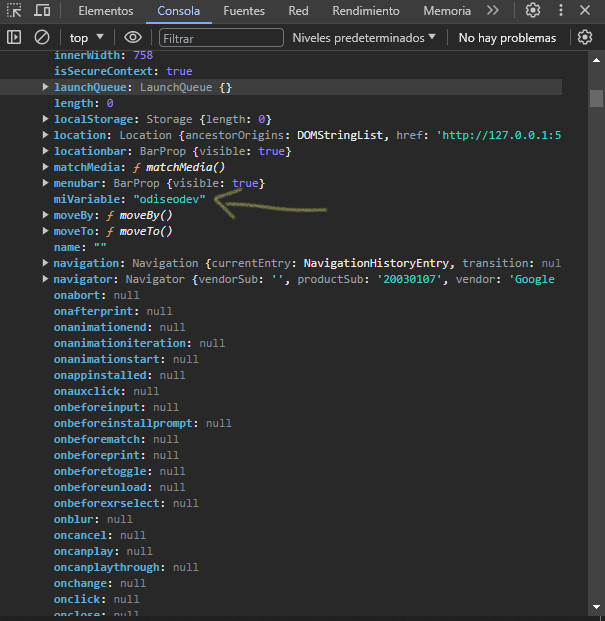 Elementos Consola Fuentes Red Rendimiento Memoria
top Filtrar Niveles predeterminados No hay problemas
innerWidth: 758
isSecureContext: true
launchQueue: LaunchQueue {}
length: 0
localStorage: Storage {length: 0}
location: Location {ancestorOrigins: DOMStringList, href: 'http://127.0.0.1:5
locationbar: BarProp {visible: true}
matchMedia: ƒ matchMedia()
menubar: BarProp {visible: true}
miVariable: "odiseodev"
moveBy: ƒ moveBy()
moveTo: ƒ moveTo()
name: ""
navigation: Navigation {currentEntry: NavigationHistoryEntry, transition: nul
navigator: Navigator {vendorSub: '', productSub: '20030107', vendor: 'Google
onabort: null
onafterprint: null
onanimationend: null
onanimationiteration: null
onanimationstart: null
onappinstalled: null
onauxclick: null
onbeforeinput: null
onbeforeinstallprompt: null
onbeforematch: null
onbeforeprint: null
onbeforetoggle: null
onbeforeunload: null
onbeforexrselect: null
onblur: null
oncancel: null
oncanplay: null
oncanplaythrough: null
onchange: null
onclick: null
onclose: null